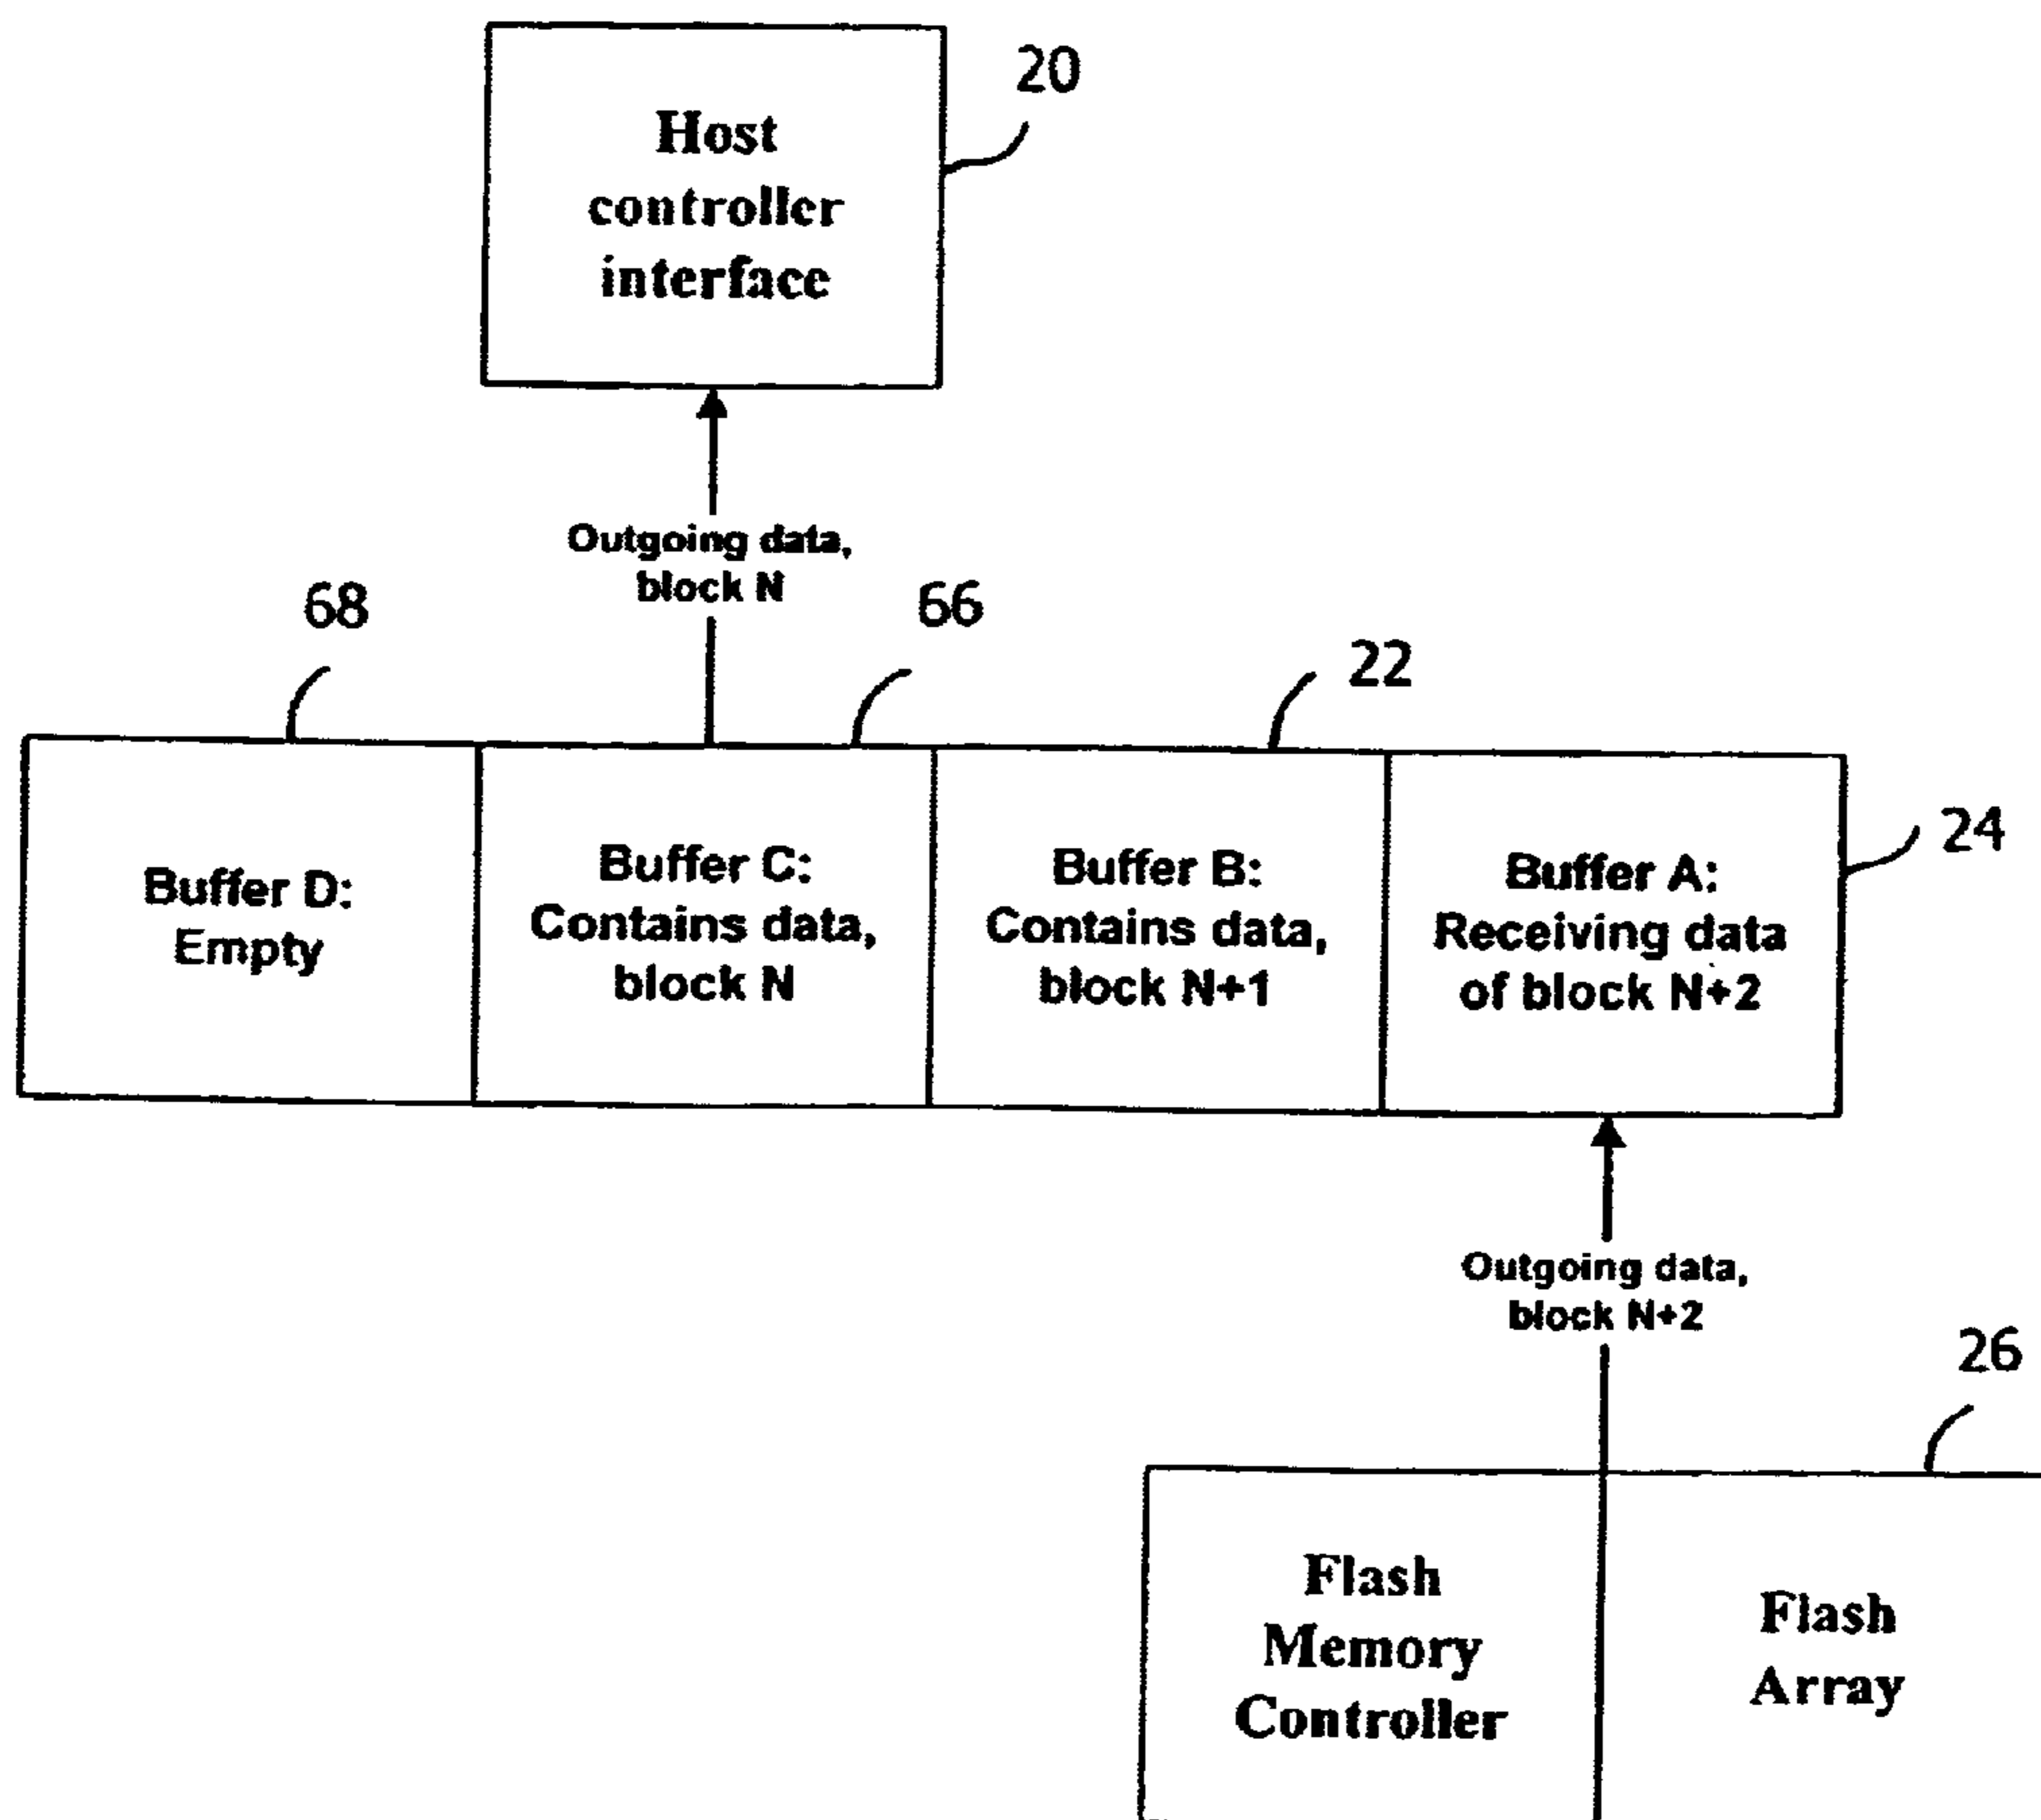 Host
controller
interface
20
Outgoing data,
block N
68
66
22
24
Buffer D:
Empty
Buffer C:
Contains data,
block N
Buffer B:
Contains data,
block N+1
Buffer A:
Receiving data
of block N+2
Outgoing data,
block N+2
26
Flash
Memory
Controller
Flash
Array